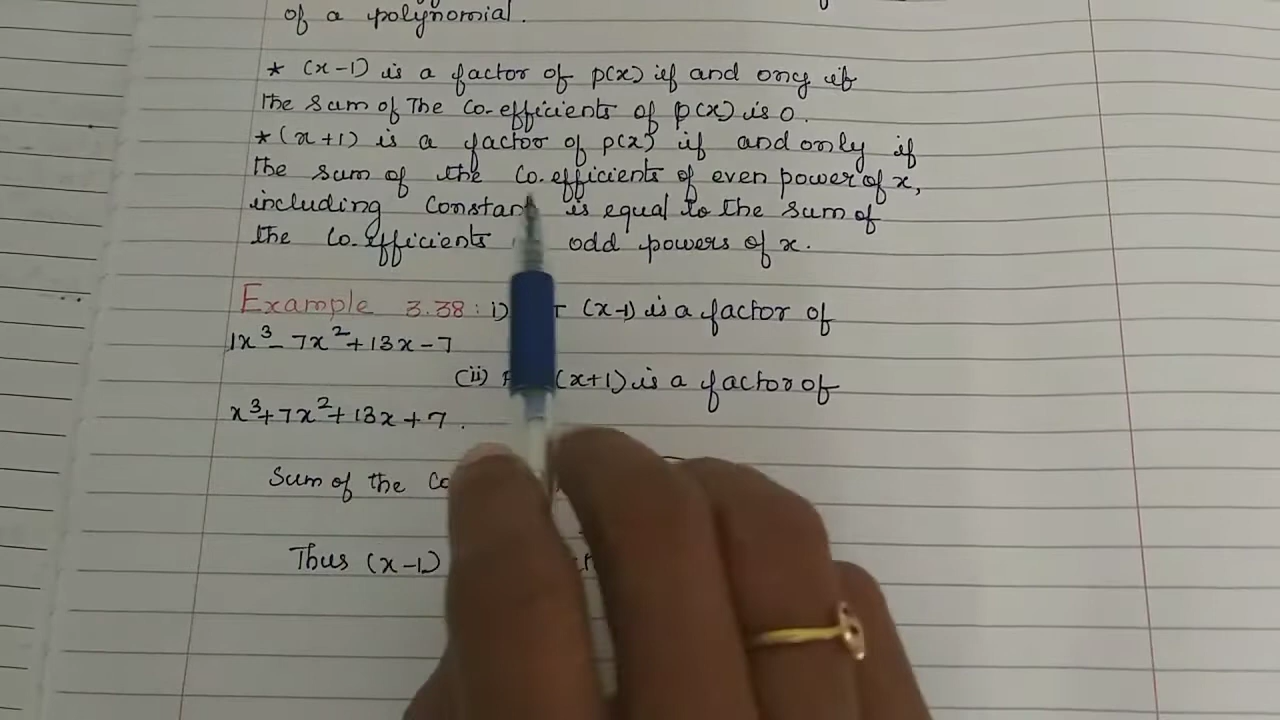 of a polynomial.
* (x-1) is a factor of p(x) if and ony if
the sum of The co-efficients of p(x) is 0.
* (x+1) is a factor of p(x) if and only if
the sum of the Co-efficients of even power of x,
including Constant is equal to the sum of
the Co-efficients odd powers of x.
Example 3.38: i) (x-1) is a factor of
1x³ - 7x² + 13x - 7
(ii) (x+1) is a factor of
x³ + 7x² + 13x + 7.
Sum of the
Thus (x-1)